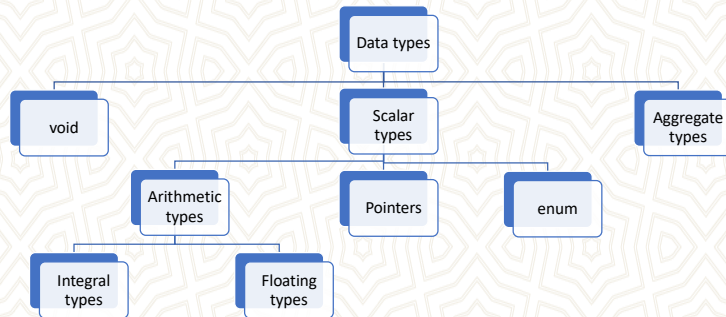 Data types
void
Scalar
types
Aggregate
types
Arithmetic
types
Pointers
enum
Integral
types
Floating
types